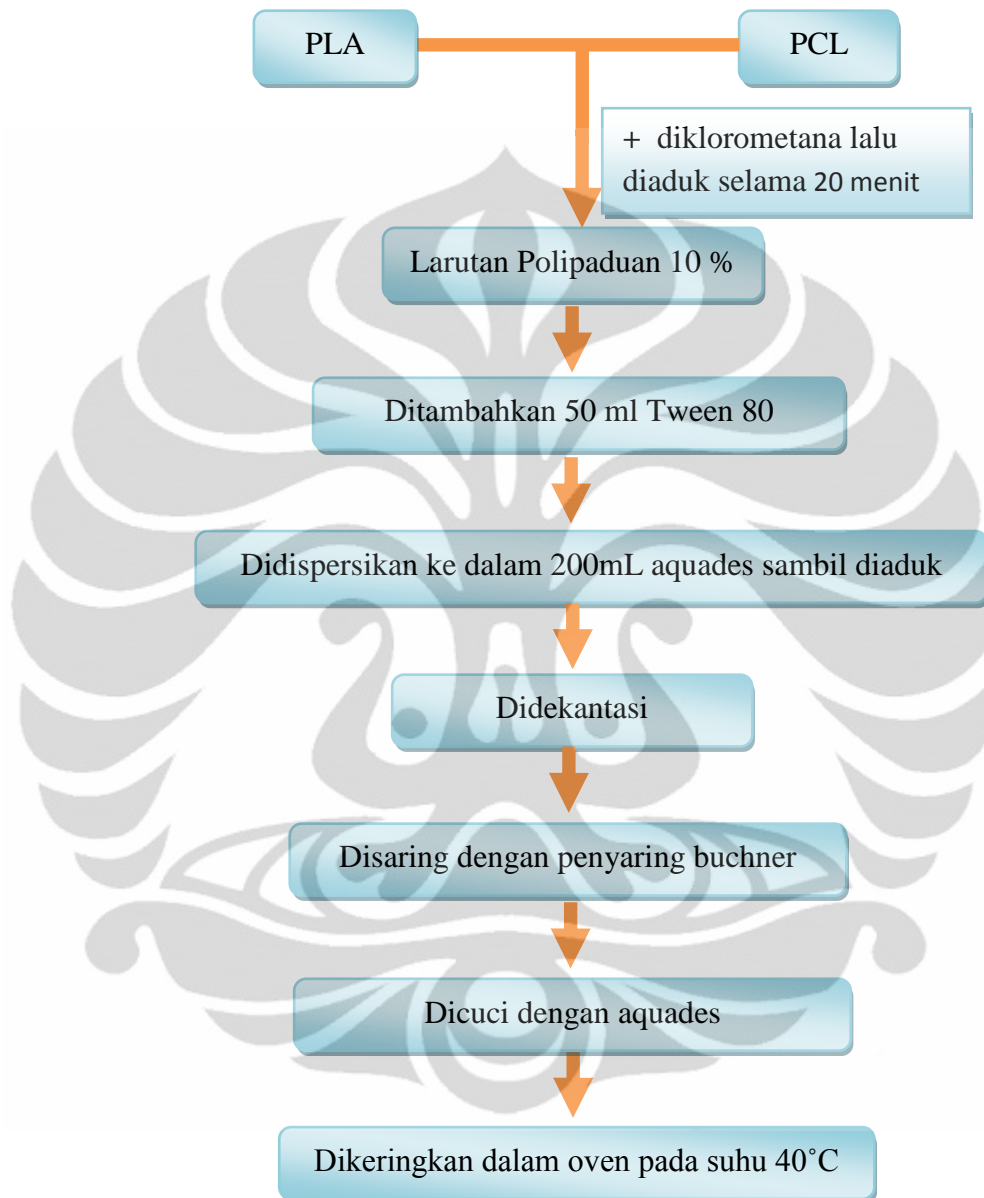 PLA
PCL
+ diklorometana lalu
diaduk selama 20 menit
Larutan Polipaduan 10 %
Ditambahkan 50 ml Tween 80
Didispersikan ke dalam 200mL aquades sambil diaduk
Didekantasi
Disaring dengan penyaring buchner
Dicuci dengan aquades
Dikeringkan dalam oven pada suhu 40˚C